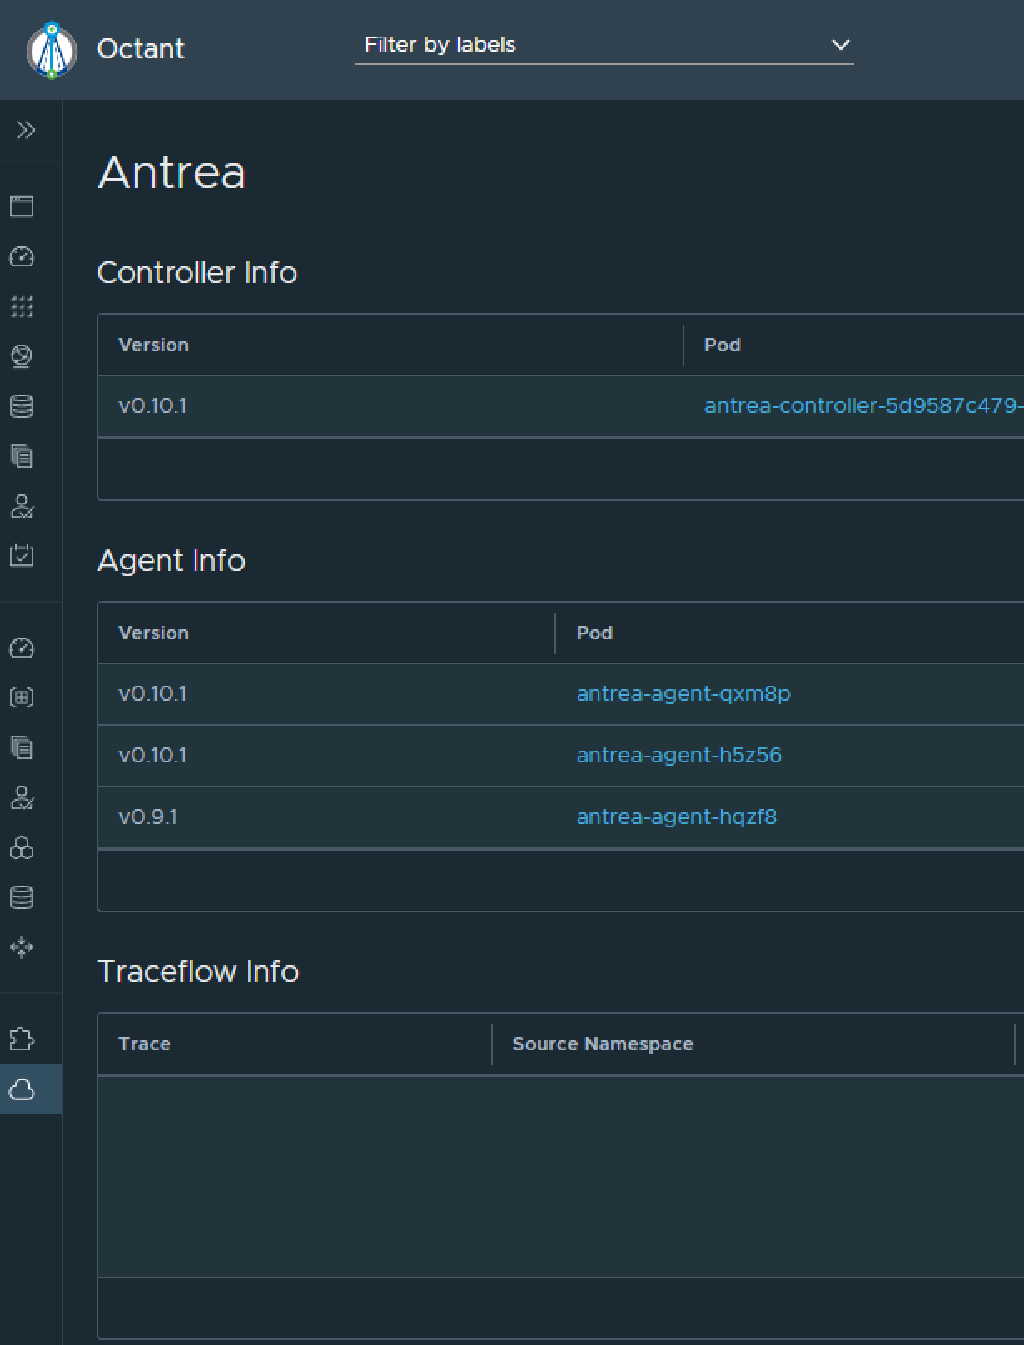 Octant
Filter by labels
Antrea
Controller Info
Version Pod
v0.10.1 antrea-controller-5d9587c479-
Agent Info
Version Pod
v0.10.1 antrea-agent-qxm8p
v0.10.1 antrea-agent-h5z56
v0.9.1 antrea-agent-hqzf8
Traceflow Info
Trace Source Namespace